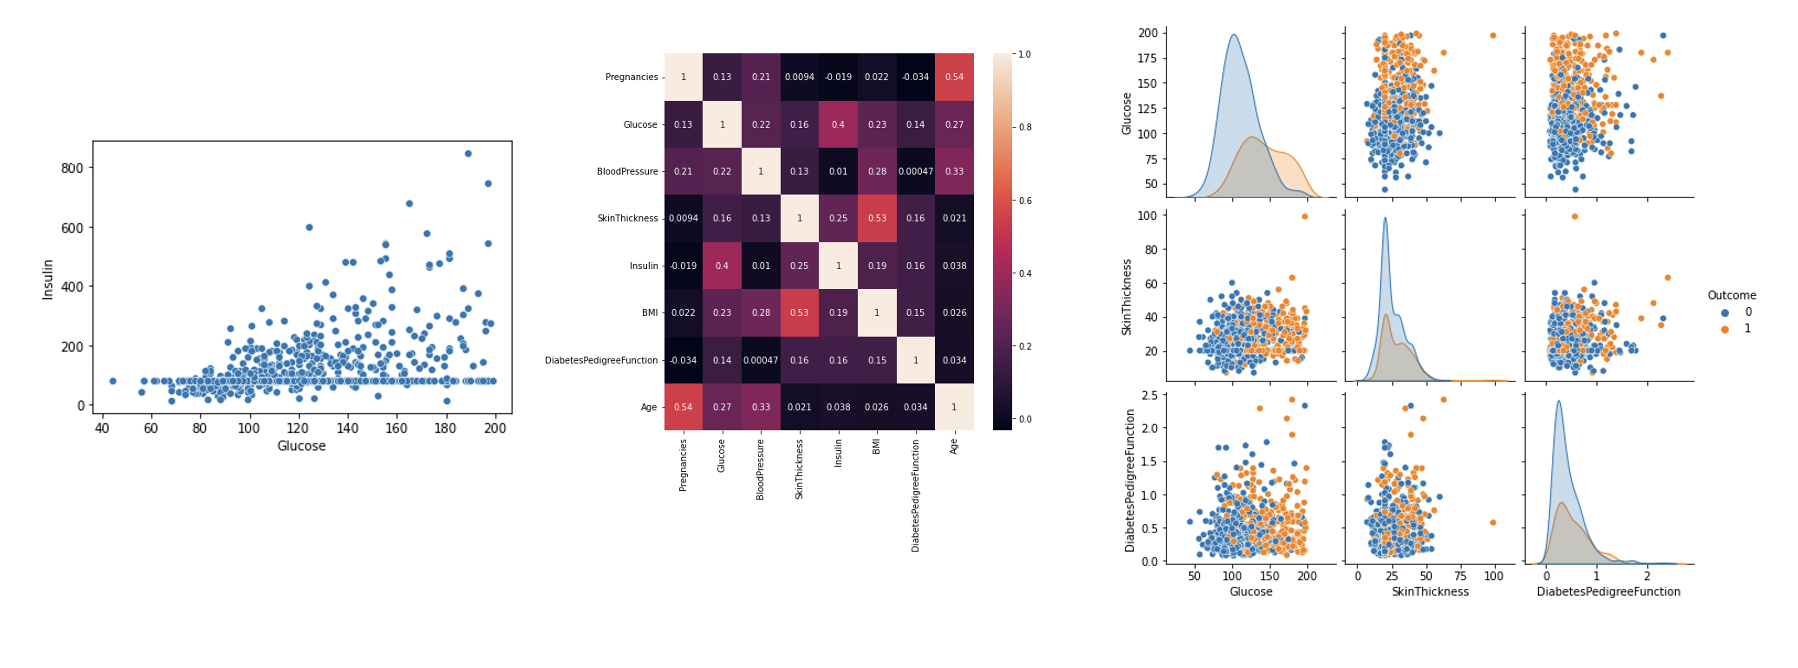 800
600
400
200
0
Insulin
40 60 80 100 120 140 160 180 200
Glucose
Pregnancies 1 0.13 0.21 0.0094 -0.019 0.022 -0.034 0.54
Glucose 0.13 1 0.22 0.16 0.4 0.23 0.14 0.27
BloodPressure 0.21 0.22 1 0.13 0.01 0.28 0.00047 0.33
SkinThickness 0.0094 0.16 0.13 1 0.25 0.53 0.16 0.021
Insulin -0.019 0.4 0.01 0.25 1 0.19 0.16 0.038
BMI 0.022 0.23 0.28 0.53 0.19 1 0.15 0.026
DiabetesPedigreeFunction -0.034 0.14 0.00047 0.16 0.16 0.15 1 0.034
Age 0.54 0.27 0.33 0.021 0.038 0.026 0.034 1
Pregnancies
Glucose
BloodPressure
SkinThickness
Insulin
BMI
DiabetesPedigreeFunction
Age
1.0
0.8
0.6
0.4
0.2
0.0
200
175
150
125
100
75
50
Glucose
100
80
60
40
20
SkinThickness
2.5
2.0
1.5
1.0
0.5
0.0
DiabetesPedigreeFunction
50 100 150 200
Glucose
0 25 50 75 100
SkinThickness
0 1 2
DiabetesPedigreeFunction
Outcome
0
1